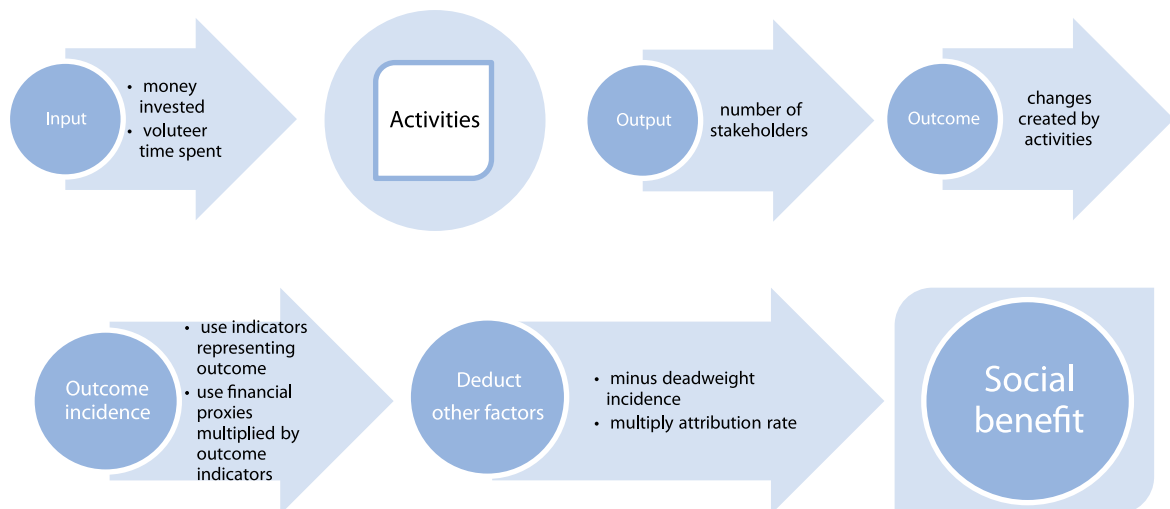 Input
• money
invested
• voluteer
time spent
Activities
Output
number of
stakeholders
Outcome
changes
created by
activities
Outcome
incidence
• use indicators
representing
outcome
• use financial
proxies
multiplied by
outcome
indicators
Deduct
other factors
• minus deadweight
incidence
• multiply attribution rate
Social
benefit